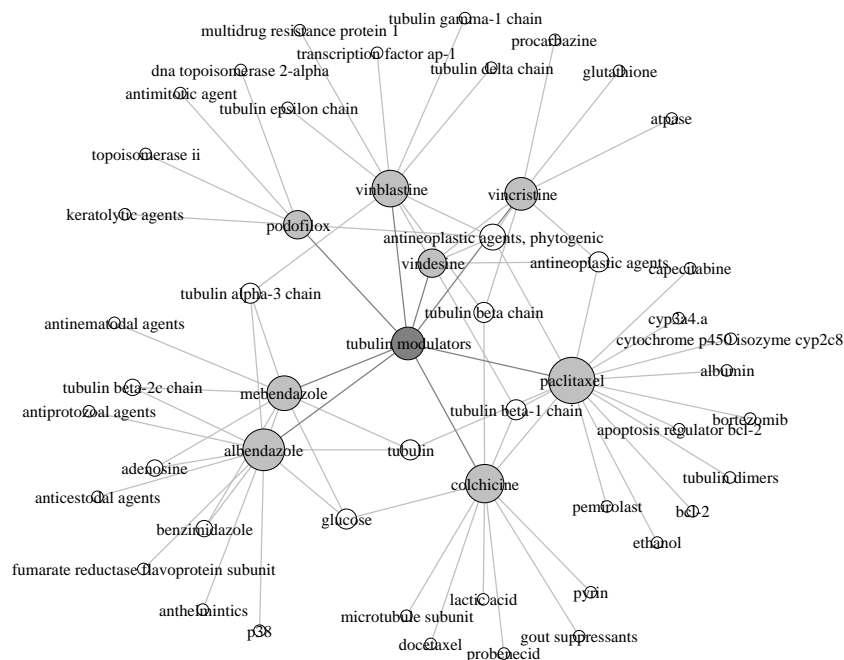 tubulin gamma-1 chain
multidrug resistance protein 1
procarbazine
transcription factor ap-1
dna topoisomerase 2-alpha
tubulin delta chain
glutathione
antimitotic agent
tubulin epsilon chain
atpase
topoisomerase ii
vinblastine
vincristine
keratolytic agents
podofilox
antineoplastic agents, phytogenic
vindesine
antineoplastic agents
capecitabine
tubulin alpha-3 chain
tubulin beta chain
cyp3a4.a
antinematodal agents
cytochrome p450 isozyme cyp2c8
tubulin modulators
albumin
paclitaxel
tubulin beta-2c chain
mebendazole
antiprotozoal agents
tubulin beta-1 chain
bortezomib
apoptosis regulator bcl-2
albendazole
tubulin
adenosine
tubulin dimers
colchicine
anticestodal agents
pemirolast
bcl-2
glucose
benzimidazole
ethanol
fumarate reductase flavoprotein subunit
pyrin
lactic acid
anthelmintics
microtubule subunit
p38
gout suppressants
docetaxel
probenecid